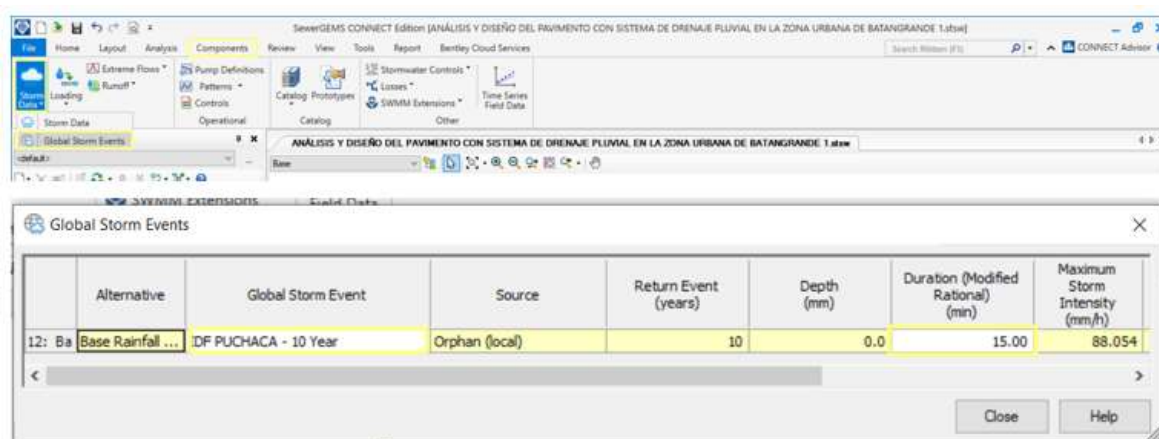 SewerGEMS CONNECT Edition [ANÁLISIS Y DISEÑO DEL PAVIMENTO CON SISTEMA DE DRENAJE PLUVIAL EN LA ZONA URBANA DE BATANGRANDE 1.stsw]
File Home Layout Analysis Components Review View Tools Report Bentley Cloud Services Search Ribbon (F3) CONNECT Advisor
Storm Data Loading Extreme Flows Runoff Pump Definitions Patterns Controls Catalog Prototypes Stormwater Controls Losses SWMM Extensions Time Series Field Data
Storm Data Operational Catalog Other
Global Storm Events ANÁLISIS Y DISEÑO DEL PAVIMENTO CON SISTEMA DE DRENAJE PLUVIAL EN LA ZONA URBANA DE BATANGRANDE 1.stsw
<default> Base
SWMM Extensions Field Data
Global Storm Events
Alternative Global Storm Event Source Return Event (years) Depth (mm) Duration (Modified Rational) (min) Maximum Storm Intensity (mm/h)
12: Ba Base Rainfall ... IDF PUCHACA - 10 Year Orphan (local) 10 0.0 15.00 88.054
Close Help